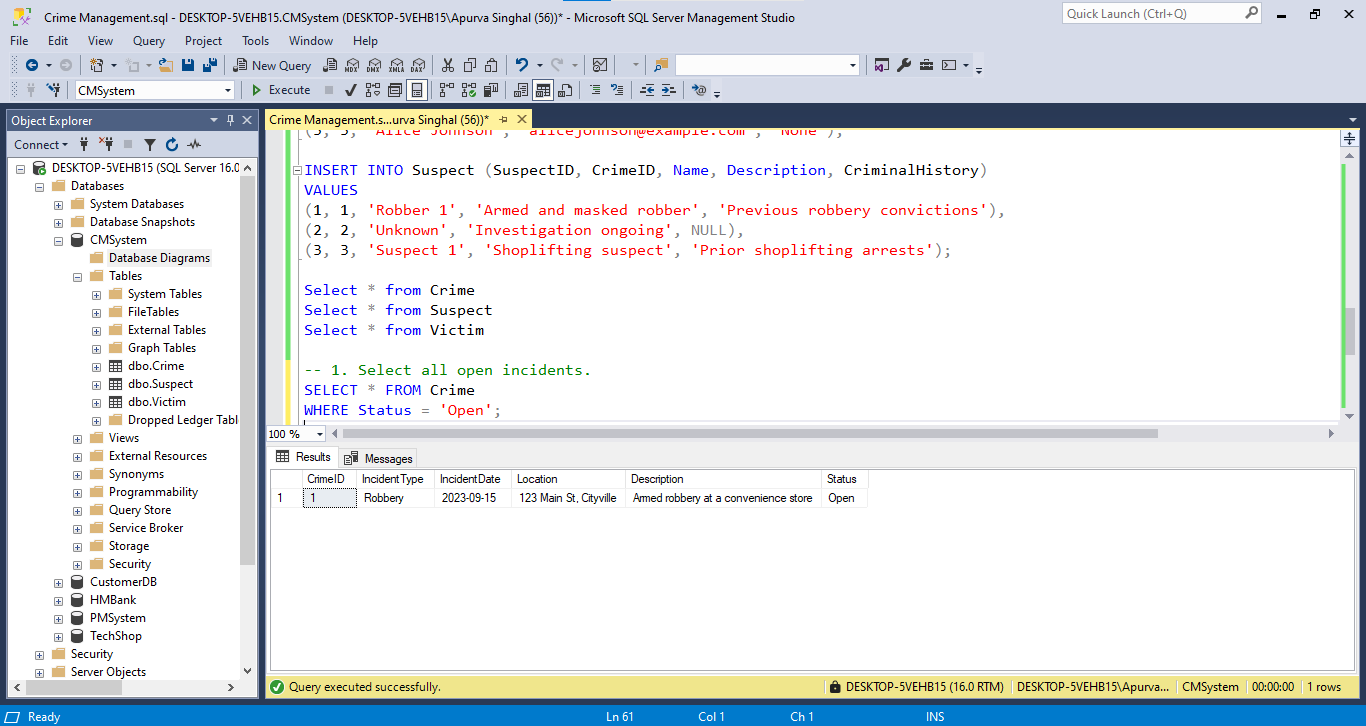 Crime Management.sql - DESKTOP-5VEHB15.CMSystem (DESKTOP-5VEHB15\Apurva Singhal (56))* - Microsoft SQL Server Management Studio
Quick Launch (Ctrl+Q)
File Edit View Query Project Tools Window Help
New Query MDX DMX XMLA DAX
CMSystem Execute
Object Explorer
Connect
DESKTOP-5VEHB15 (SQL Server 16.0
Databases
System Databases
Database Snapshots
CMSystem
Database Diagrams
Tables
System Tables
FileTables
External Tables
Graph Tables
dbo.Crime
dbo.Suspect
dbo.Victim
Dropped Ledger Tabl
Views
External Resources
Synonyms
Programmability
Query Store
Service Broker
Storage
Security
CustomerDB
HMBank
PMSystem
TechShop
Security
Server Objects
Crime Management.s...urva Singhal (56))*
(5, 5, 'Alice Johnson', 'alicejohnson@example.com', 'None');
INSERT INTO Suspect (SuspectID, CrimeID, Name, Description, CriminalHistory)
VALUES
(1, 1, 'Robber 1', 'Armed and masked robber', 'Previous robbery convictions'),
(2, 2, 'Unknown', 'Investigation ongoing', NULL),
(3, 3, 'Suspect 1', 'Shoplifting suspect', 'Prior shoplifting arrests');
Select * from Crime
Select * from Suspect
Select * from Victim
-- 1. Select all open incidents.
SELECT * FROM Crime
WHERE Status = 'Open';
100 %
Results Messages
CrimeID IncidentType IncidentDate Location Description Status
1 1 Robbery 2023-09-15 123 Main St, Cityville Armed robbery at a convenience store Open
Query executed successfully.
DESKTOP-5VEHB15 (16.0 RTM) DESKTOP-5VEHB15\Apurva... CMSystem 00:00:00 1 rows
Ready Ln 61 Col 1 Ch 1 INS